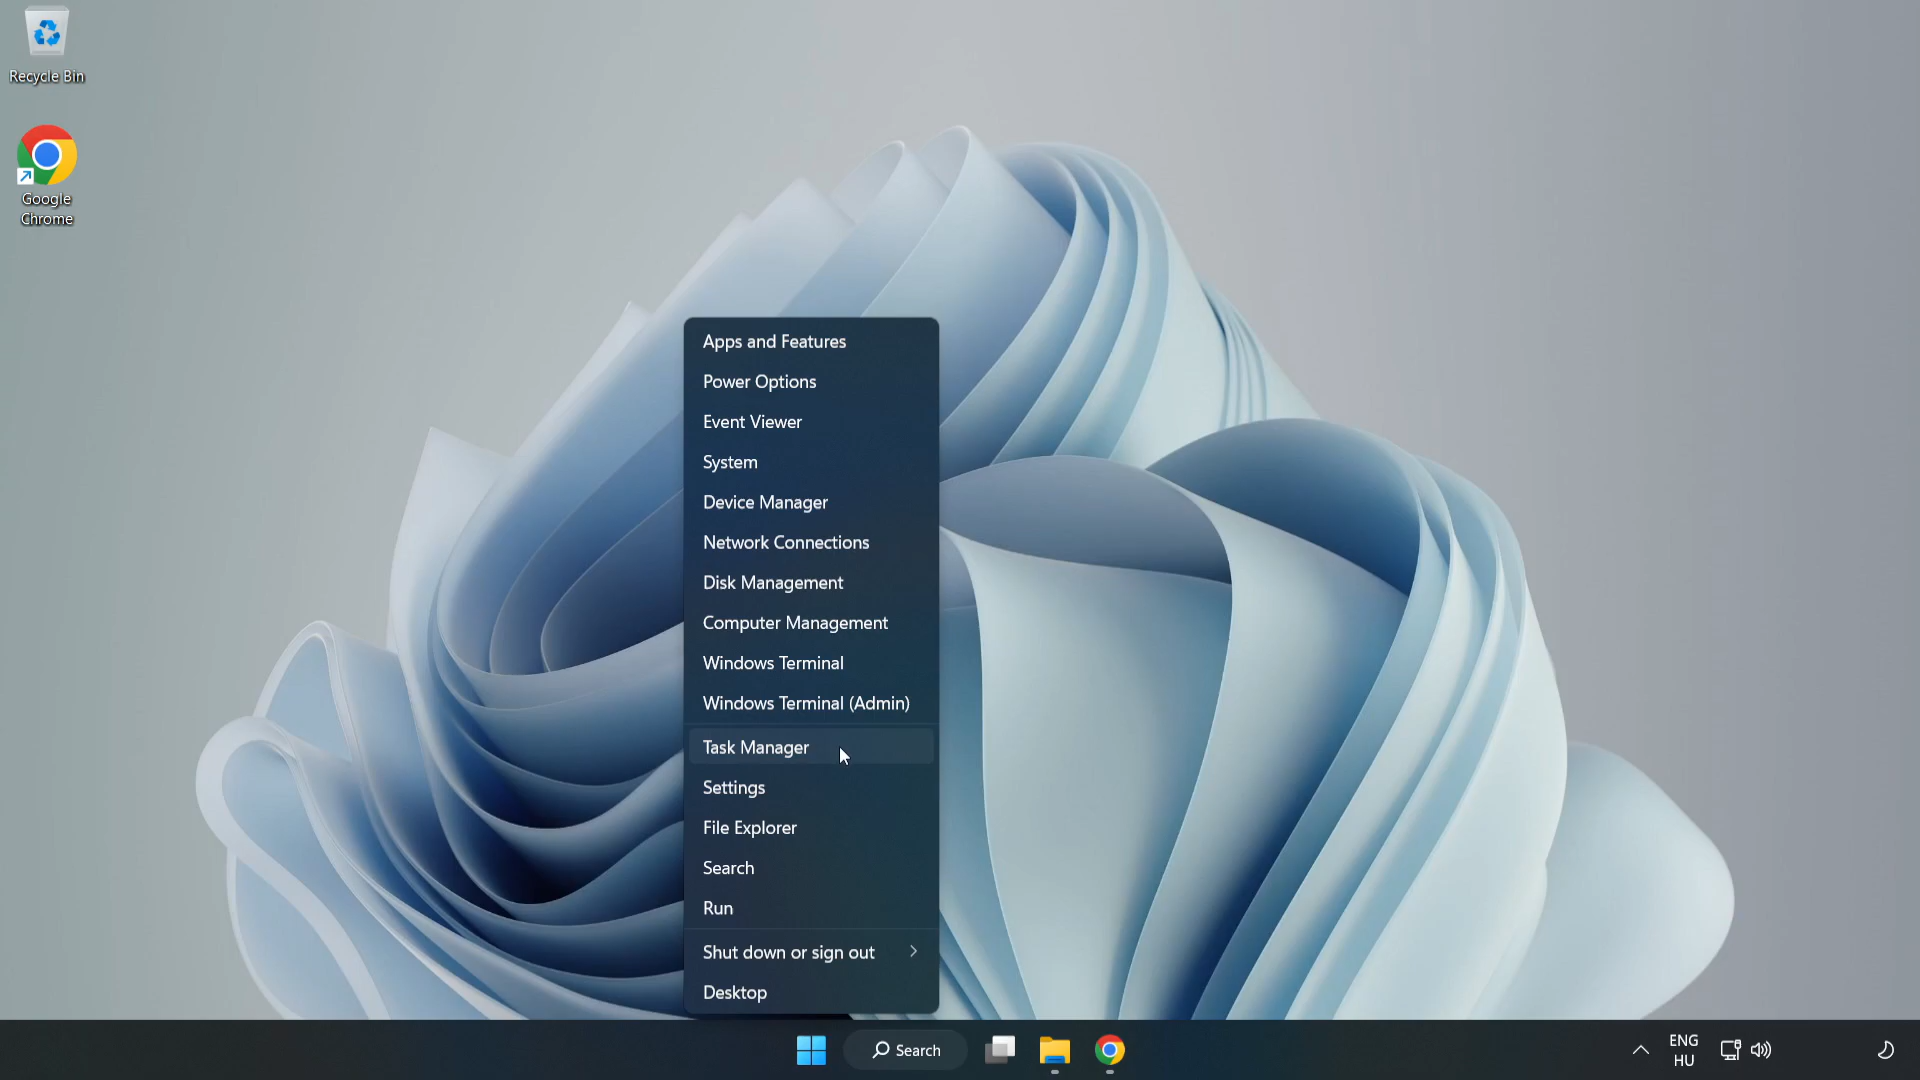 Recycle Bin
Google
Chrome
Apps and Features
Power Options
Event Viewer
System
Device Manager
Network Connections
Disk Management
Computer Management
Windows Terminal
Windows Terminal (Admin)
Task Manager
Settings
File Explorer
Search
Run
Shut down or sign out
Desktop
Search
ENG
HU